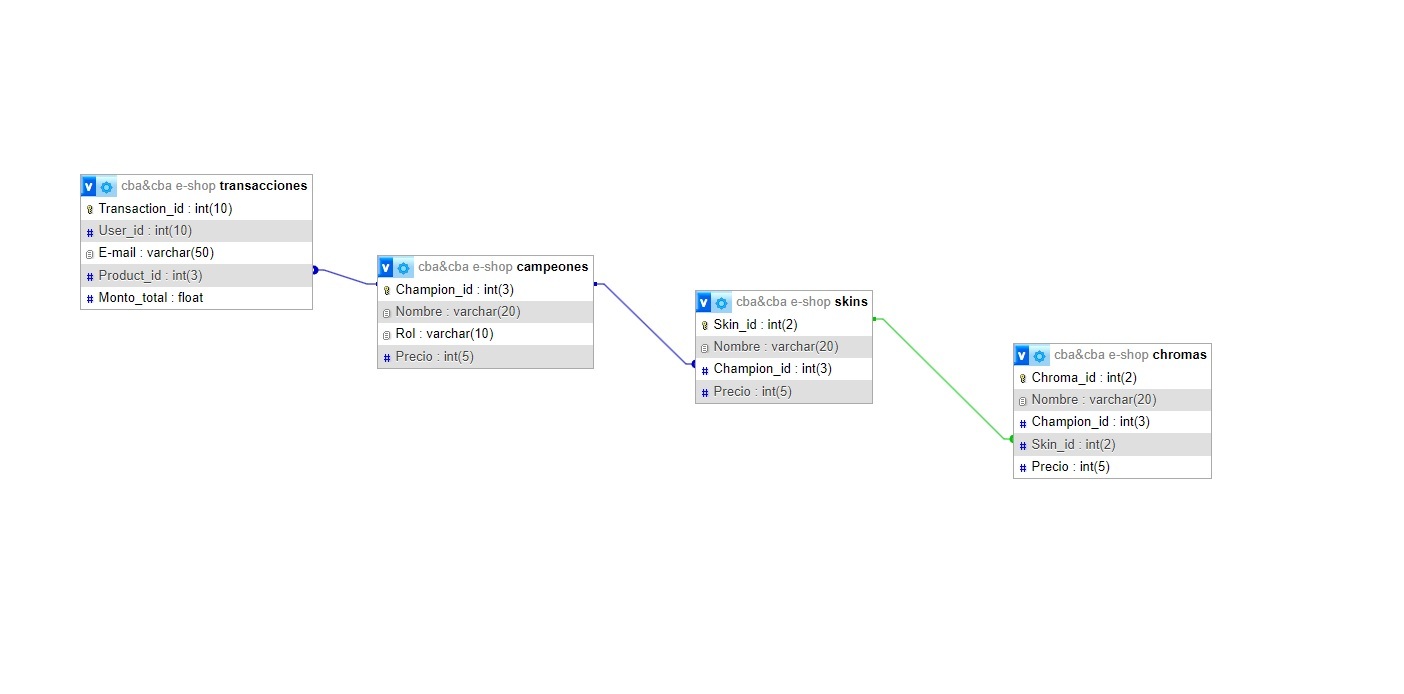 v cba&cba e-shop transacciones
Transaction_id : int(10)
# User_id : int(10)
E-mail : varchar(50)
# Product_id : int(3)
# Monto_total : float
v cba&cba e-shop campeones
Champion_id : int(3)
Nombre : varchar(20)
Rol : varchar(10)
# Precio : int(5)
v cba&cba e-shop skins
Skin_id : int(2)
Nombre : varchar(20)
# Champion_id : int(3)
# Precio : int(5)
v cba&cba e-shop chromas
Chroma_id : int(2)
Nombre : varchar(20)
# Champion_id : int(3)
# Skin_id : int(2)
# Precio : int(5)